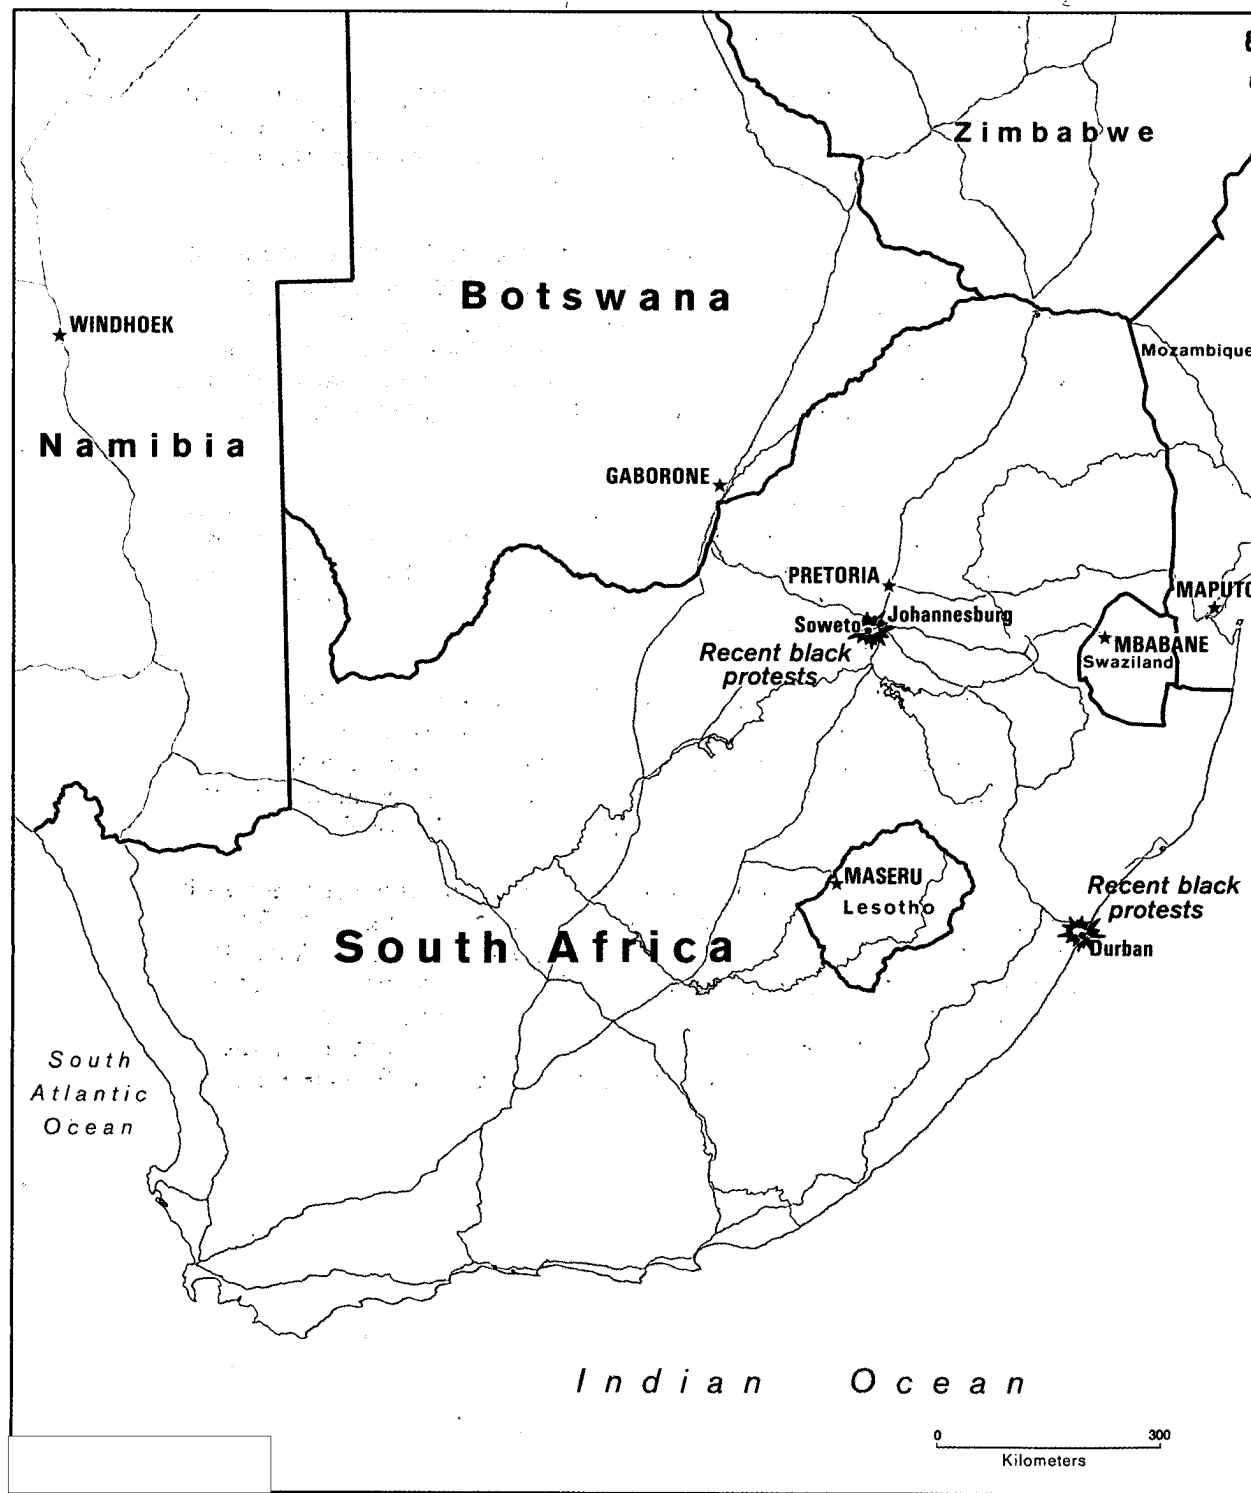 Zimbabwe
Botswana
WINDHOEK
Mozambique
Namibia
GABORONE
PRETORIA
MAPUTO
Johannesburg
Soweto
MBABANE
Swaziland
Recent black
protests
MASERU
Lesotho
Recent black
protests
Durban
South Africa
South
Atlantic
Ocean
Indian Ocean
0 300
Kilometers